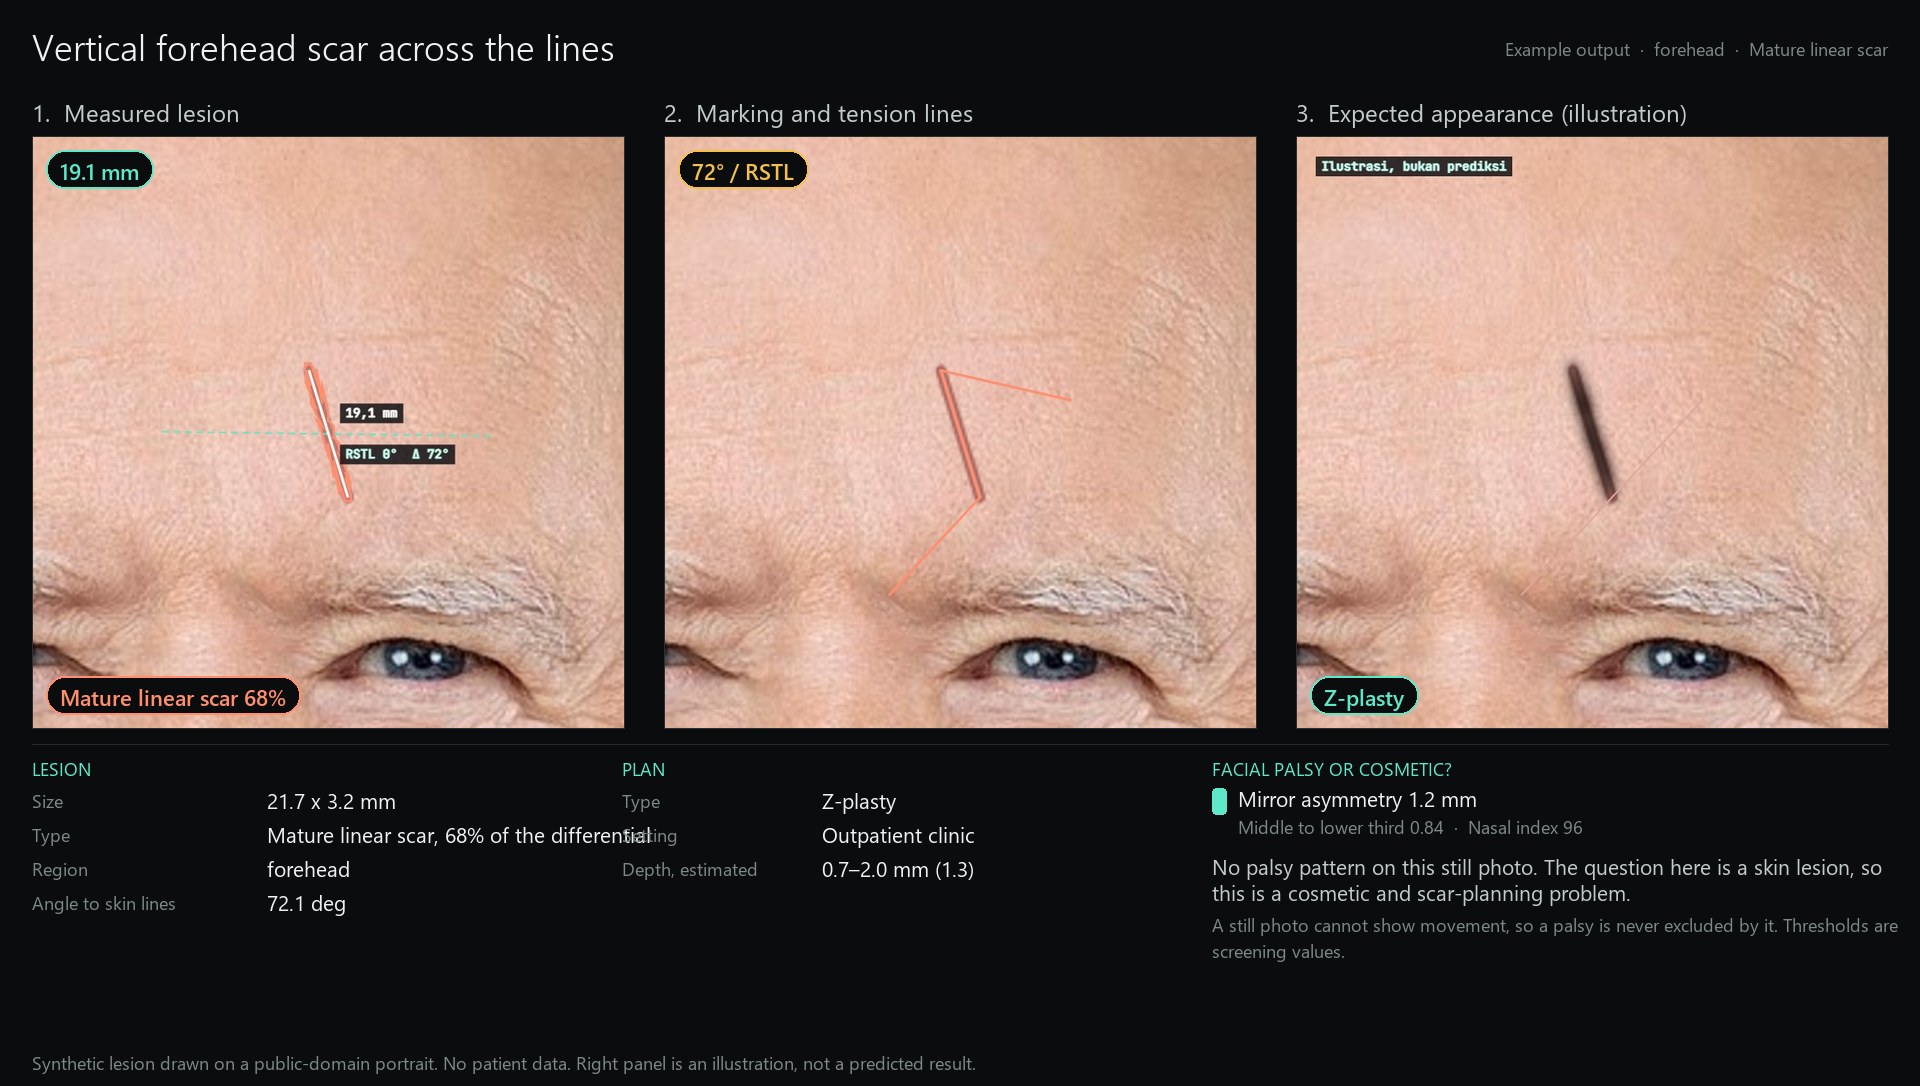 Vertical forehead scar across the lines
Example output · forehead · Mature linear scar
1. Measured lesion
19.1 mm
19,1 mm
RSTL 0° Δ 72°
Mature linear scar 68%
2. Marking and tension lines
72° / RSTL
3. Expected appearance (illustration)
Ilustrasi, bukan prediksi
Z-plasty
LESION
Size 21.7 x 3.2 mm
Type Mature linear scar, 68% of the differential
Region forehead
Angle to skin lines 72.1 deg
PLAN
Type Z-plasty
Setting Outpatient clinic
Depth, estimated 0.7–2.0 mm (1.3)
FACIAL PALSY OR COSMETIC?
Mirror asymmetry 1.2 mm
Middle to lower third 0.84 · Nasal index 96
No palsy pattern on this still photo. The question here is a skin lesion, so
this is a cosmetic and scar-planning problem.
A still photo cannot show movement, so a palsy is never excluded by it. Thresholds are
screening values.
Synthetic lesion drawn on a public-domain portrait. No patient data. Right panel is an illustration, not a predicted result.